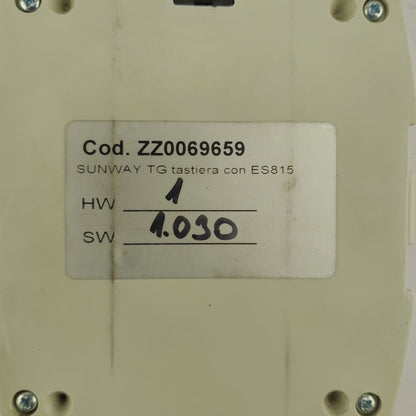 Cod. ZZ0069659
SUNWAY TG tastiera con ES815
HW 1
SW 1.030